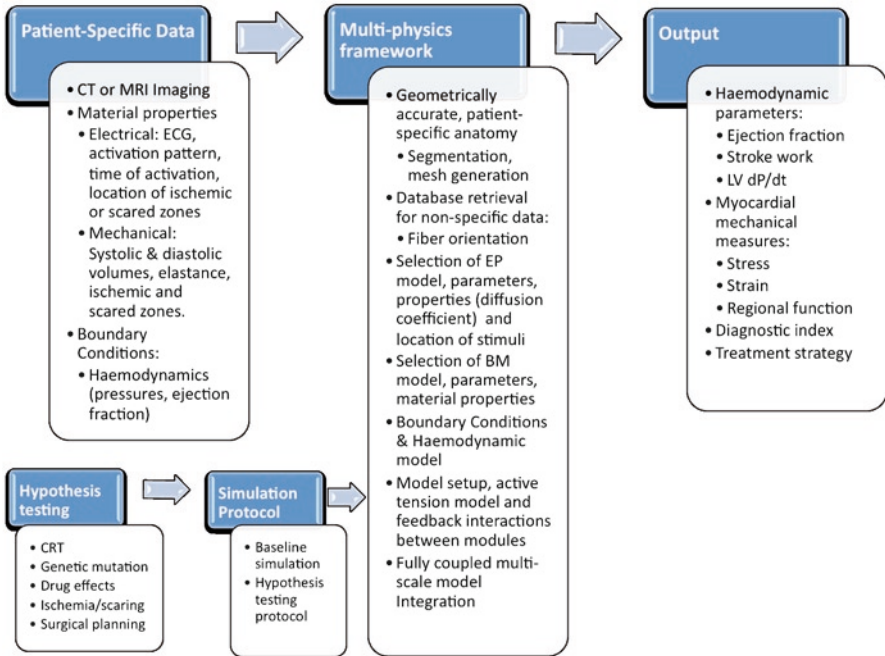 Patient-Specific Data
• CT or MRI Imaging
• Material properties
• Electrical: ECG,
activation pattern,
time of activation,
location of ischemic
or scared zones
• Mechanical:
Systolic & diastolic
volumes, elastance,
ischemic and
scared zones.
• Boundary
Conditions:
• Haemodynamics
(pressures, ejection
fraction)
Multi-physics
framework
• Geometrically
accurate, patient-
specific anatomy
• Segmentation,
mesh generation
• Database retrieval
for non-specific data:
• Fiber orientation
• Selection of EP
model, parameters,
properties (diffusion
coefficient) and
location of stimuli
• Selection of BM
model, parameters,
material properties
• Boundary Conditions
& Haemodynamic
model
• Model setup, active
tension model and
feedback interactions
between modules
• Fully coupled multi-
scale model
Integration
Output
• Haemodynamic
parameters:
• Ejection fraction
• Stroke work
• LV dP/dt
• Myocardial
mechanical
measures:
• Stress
• Strain
• Regional function
• Diagnostic index
• Treatment strategy
Hypothesis
testing
• CRT
• Genetic mutation
• Drug effects
• Ischemia/scaring
• Surgical planning
Simulation
Protocol
• Baseline
simulation
• Hypothesis
testing
protocol